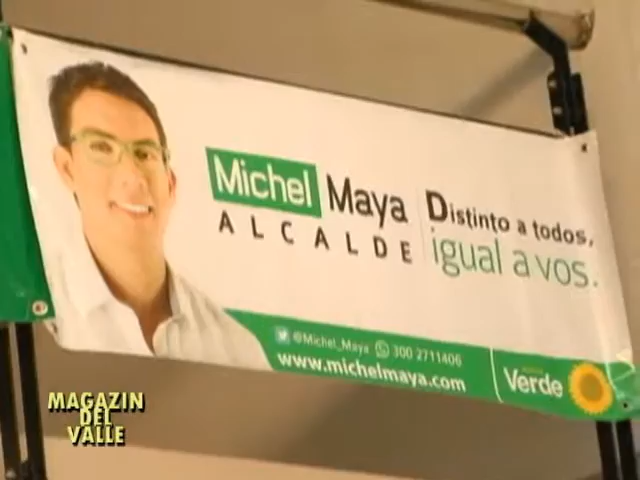 Michel Maya
ALCALDE
Distinto a todos,
igual a vos.
@Michel_Maya 300 2711406
www.michelmaya.com
Verde
MAGAZIN
DEL
VALLE